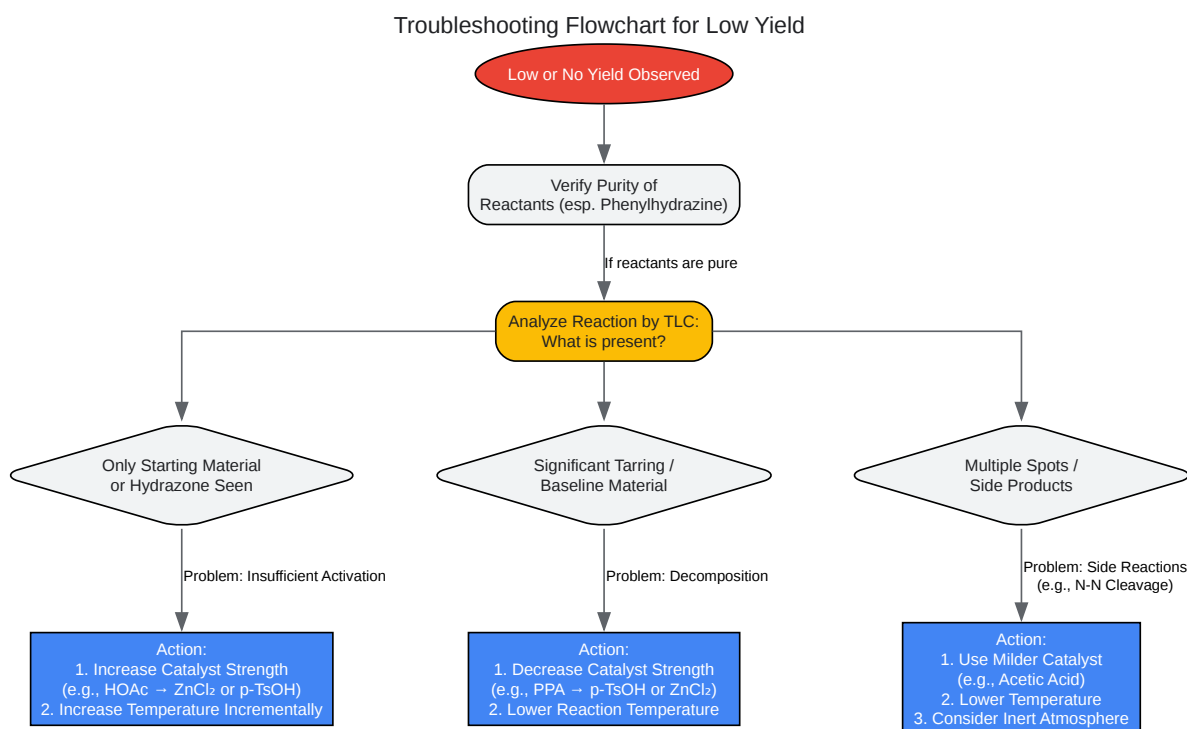 Troubleshooting Flowchart for Low Yield
Low or No Yield Observed
Verify Purity of
Reactants (esp. Phenylhydrazine)
If reactants are pure
Analyze Reaction by TLC:
What is present?
Only Starting Material
or Hydrazone Seen
Significant Tarring /
Baseline Material
Multiple Spots /
Side Products
Problem: Insufficient Activation
Problem: Decomposition
Problem: Side Reactions
(e.g., N-N Cleavage)
Action:
1. Increase Catalyst Strength
(e.g., HOAc → ZnCl₂ or p-TsOH)
2. Increase Temperature Incrementally
Action:
1. Decrease Catalyst Strength
(e.g., PPA → p-TsOH or ZnCl₂)
2. Lower Reaction Temperature
Action:
1. Use Milder Catalyst
(e.g., Acetic Acid)
2. Lower Temperature
3. Consider Inert Atmosphere